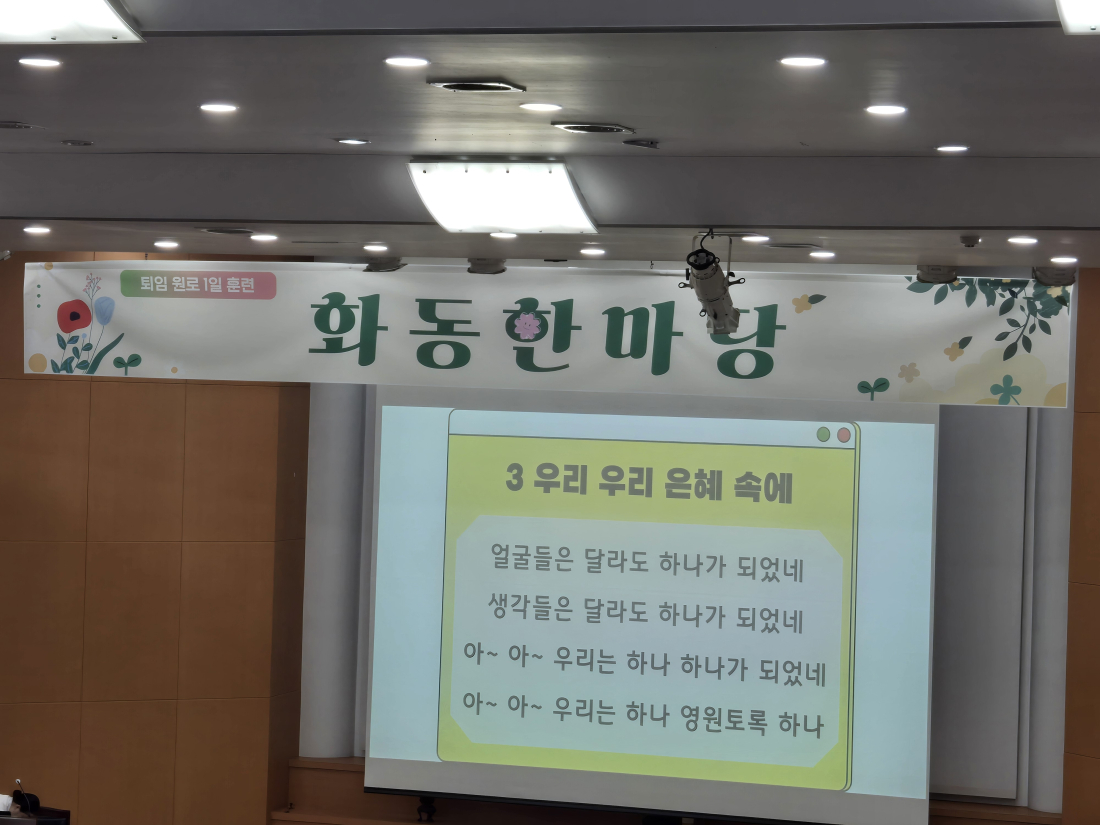 퇴임 원로 1일 훈련
화동한마당
3 우리 우리 은혜 속에
얼굴들은 달라도 하나가 되었네
생각들은 달라도 하나가 되었네
아~ 아~ 우리는 하나 하나가 되었네
아~ 아~ 우리는 하나 영원토록 하나